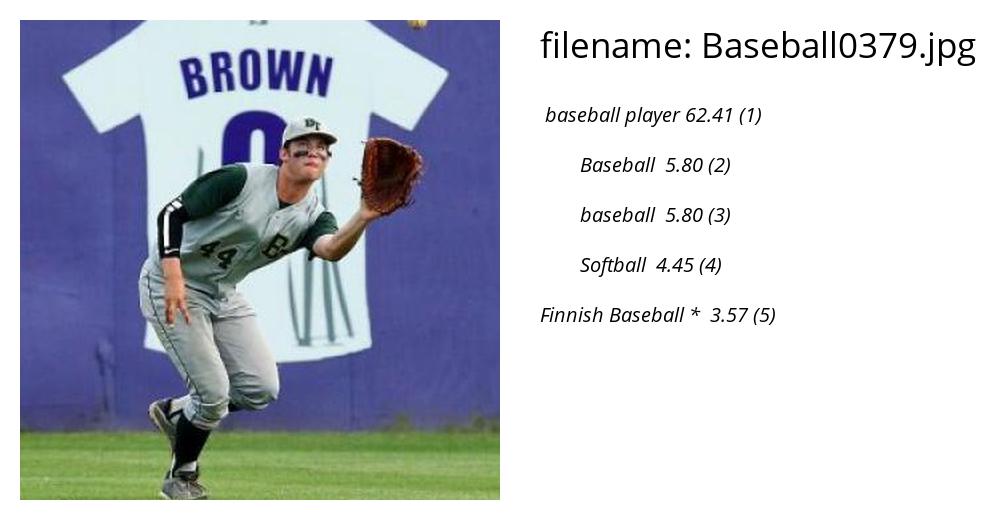 filename: Baseball0379.jpg
BROWN
baseball player 62.41 (1)
Baseball 5.80 (2)
BT
baseball 5.80 (3)
44
Softball 4.45 (4)
Finnish Baseball * 3.57 (5)